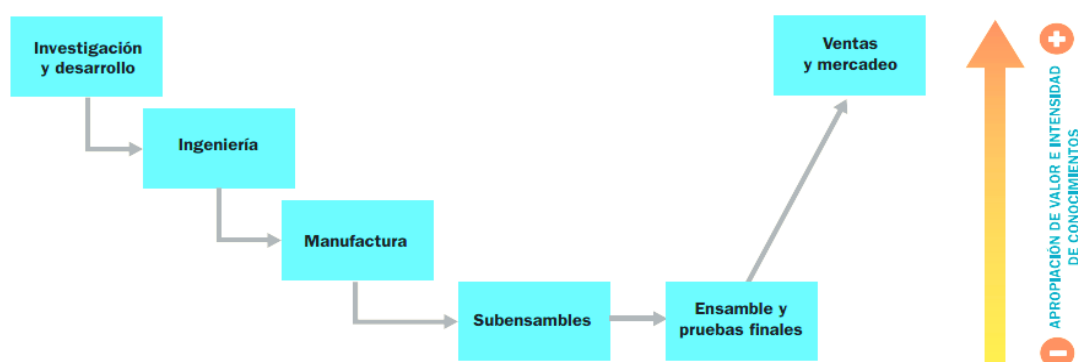 Investigación
y desarrollo
Ingeniería
Manufactura
Subensambles
Ensamble y
pruebas finales
Ventas
y mercadeo
+
APROPIACIÓN DE VALOR E INTENSIDAD
DE CONOCIMIENTOS
−